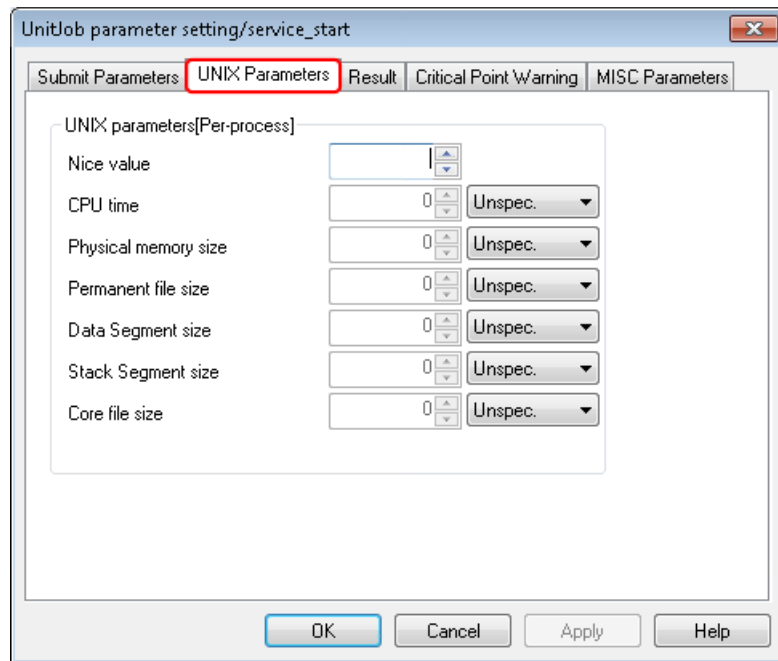 UnitJob parameter setting/service_start
Submit Parameters UNIX Parameters Result Critical Point Warning MISC Parameters
UNIX parameters[Per-process]
Nice value
CPU time 0 Unspec.
Physical memory size 0 Unspec.
Permanent file size 0 Unspec.
Data Segment size 0 Unspec.
Stack Segment size 0 Unspec.
Core file size 0 Unspec.
OK Cancel Apply Help